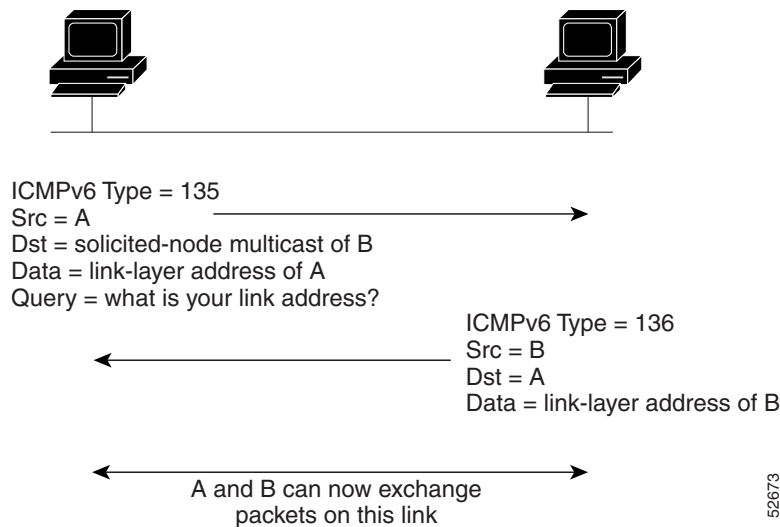 ICMPv6 Type = 135
Src = A
Dst = solicited-node multicast of B
Data = link-layer address of A
Query = what is your link address?
ICMPv6 Type = 136
Src = B
Dst = A
Data = link-layer address of B
A and B can now exchange
packets on this link
52673